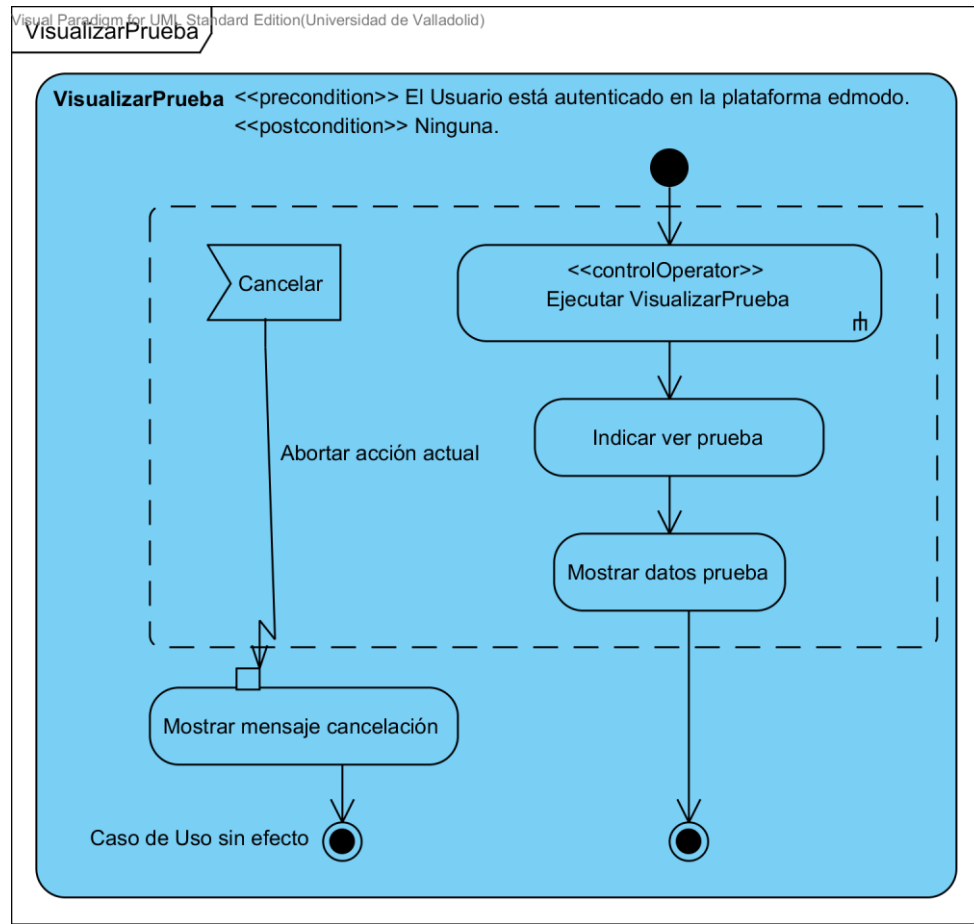 Visual Paradigm for UML Standard Edition(Universidad de Valladolid)
VisualizarPrueba
VisualizarPrueba <<precondition>> El Usuario está autenticado en la plataforma edmodo.
<<postcondition>> Ninguna.
Cancelar
<<controlOperator>>
Ejecutar VisualizarPrueba
Indicar ver prueba
Abortar acción actual
Mostrar datos prueba
Mostrar mensaje cancelación
Caso de Uso sin efecto